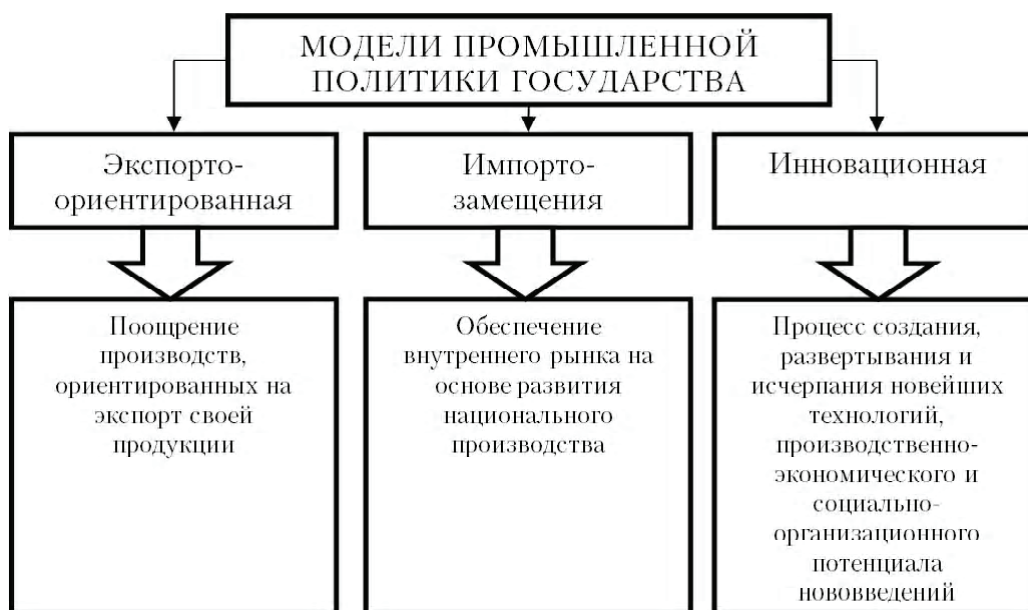 МОДЕЛИ ПРОМЫШЛЕННОЙ
ПОЛИТИКИ ГОСУДАРСТВА
Экспорто-
ориентированная
Импорто-
замещения
Инновационная
Поощрение
производств,
ориентированных на
экспорт своей
продукции
Обеспечение
внутреннего рынка на
основе развития
национального
производства
Процесс создания,
развертывания и
исчерпания новейших
технологий,
производственно-
экономического и
социально-
организационного
потенциала
нововведений